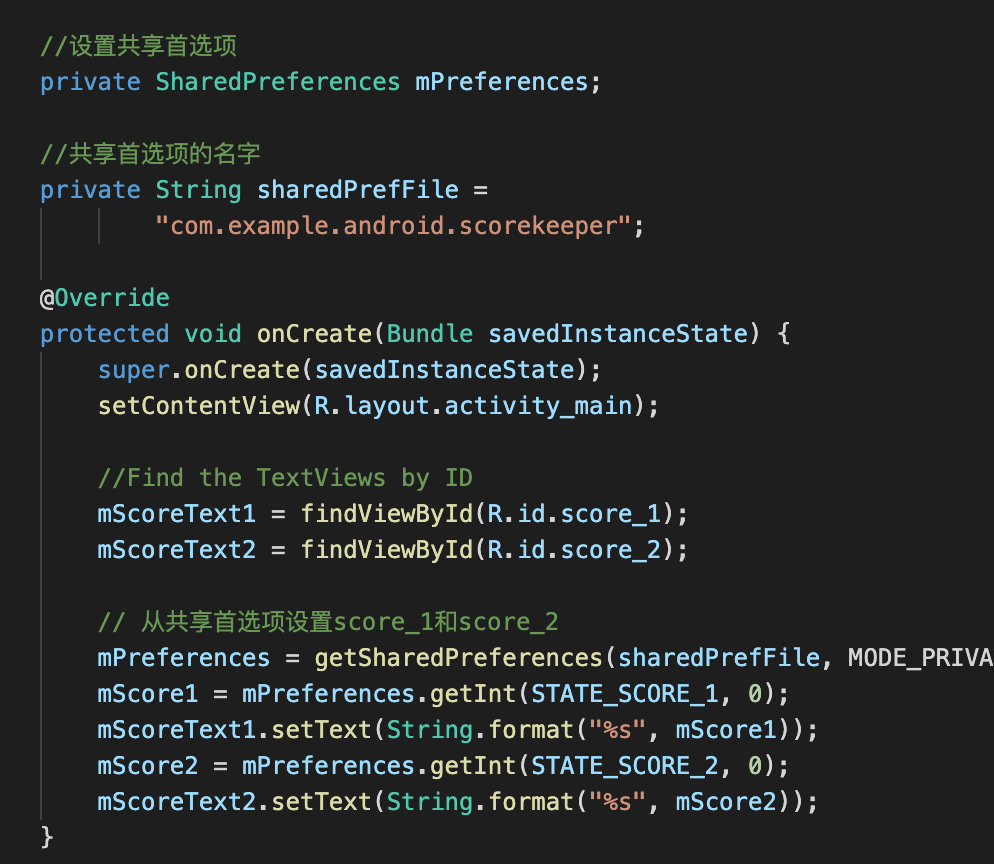 //设置共享首选项
private SharedPreferences mPreferences;
//共享首选项的名字
private String sharedPrefFile =
"com.example.android.scorekeeper";
@Override
protected void onCreate(Bundle savedInstanceState) {
super.onCreate(savedInstanceState);
setContentView(R.layout.activity_main);
//Find the TextViews by ID
mScoreText1 = findViewById(R.id.score_1);
mScoreText2 = findViewById(R.id.score_2);
// 从共享首选项设置score_1和score_2
mPreferences = getSharedPreferences(sharedPrefFile, MODE_PRIVA
mScore1 = mPreferences.getInt(STATE_SCORE_1, 0);
mScoreText1.setText(String.format("%s", mScore1));
mScore2 = mPreferences.getInt(STATE_SCORE_2, 0);
mScoreText2.setText(String.format("%s", mScore2));
}